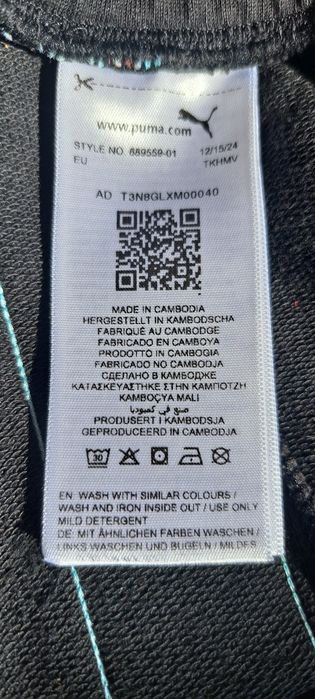 www.puma.com
STYLE NO. 689559-01 12/15/24
EU TKHMV
AD T3N8GLXM00040
MADE IN CAMBODIA
HERGESTELLT IN KAMBODSCHA
FABRIQUÉ AU CAMBODGE
FABRICADO EN CAMBOYA
PRODOTTO IN CAMBOGIA
FABRICADO NO CAMBODJA
СДЕЛАНО В КАМБОДЖЕ
ΚΑΤΑΣΚΕΥΑΣΤΗΚΕ ΣΤΗΝ ΚΑΜΠΟΤΖΗ
KAMBOÇYA MALI
صنع في كمبوديا
PRODUSERT I KAMBODSJA
GEPRODUCEERD IN CAMBODJA
30
EN: WASH WITH SIMILAR COLOURS /
WASH AND IRON INSIDE OUT / USE ONLY
MILD DETERGENT
DE: MIT ÄHNLICHEN FARBEN WASCHEN /
LINKS WASCHEN UND BÜGELN / MILDES